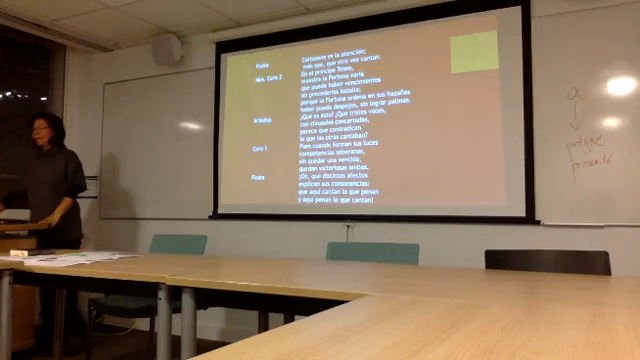 Fedra Cortesano es la atención;
más oye, que otra vez cantan.
Mús. Coro 2 En el príncipe Teseo,
muestra la Fortuna varia
que puede haber vencimientos
sin precederlos batalla;
porque la Fortuna ordena en sus hazañas
haber puede despojos, sin lograr palmas.
Ariadna ¿Qué es esto? ¿Qué tristes voces,
con cláusulas concertadas,
parece que contradicen
lo que las otras cantaban?
Coro 1 Pues cuando forman sus luces
competencias soberanas,
sin quedar una vencida,
quedan victoriosas ambas.
Fedra ¡Oh, qué distintos afectos
explican sus consonancias;
que aquí cantan lo que penan
y aquí penan lo que cantan!
a